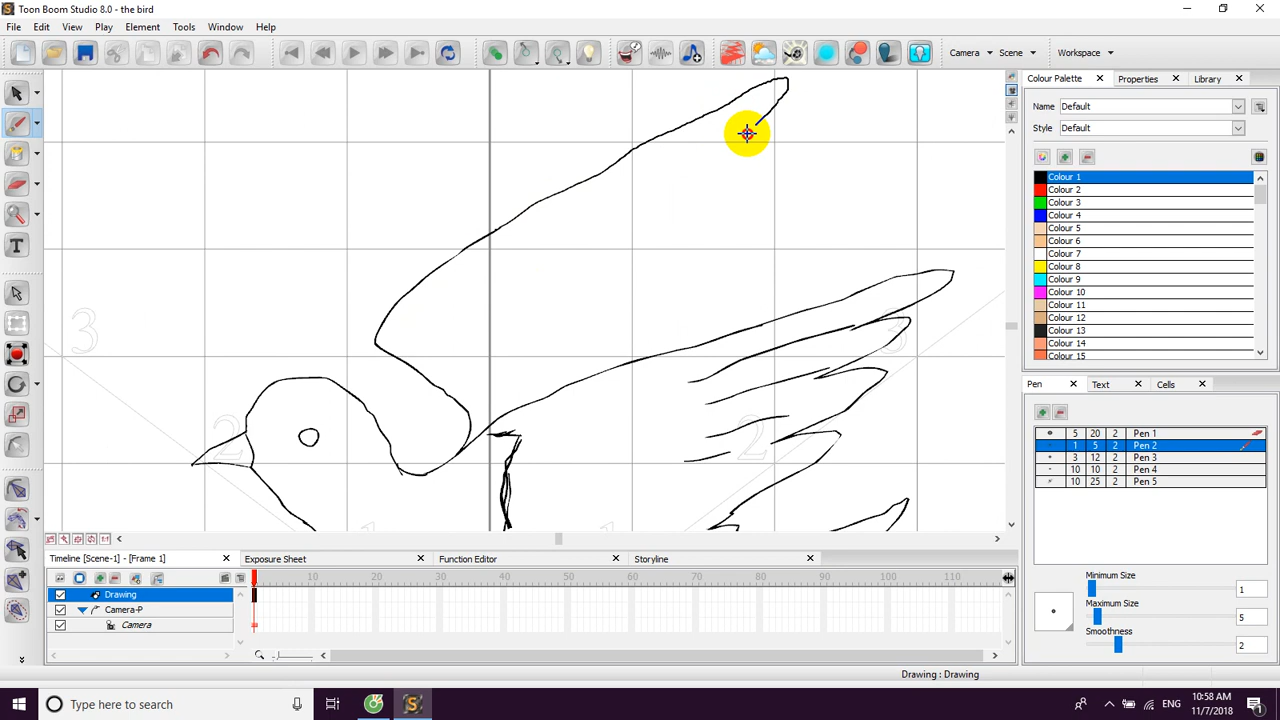 Toon Boom Studio 8.0 - the bird
File Edit View Play Element Tools Window Help
Camera Scene Workspace
Colour Palette Properties Library
Name Default
Style Default
Colour 1
Colour 2
Colour 3
Colour 4
Colour 5
Colour 6
Colour 7
Colour 8
Colour 9
Colour 10
Colour 11
Colour 12
Colour 13
Colour 14
Colour 15
3 3
2 2
Pen Text Cells
5 20 2 Pen 1
1 5 2 Pen 2
3 12 2 Pen 3
10 10 2 Pen 4
10 25 2 Pen 5
Timeline [Scene-1] - [Frame 1] Exposure Sheet Function Editor Storyline
10 20 30 40 50 60 70 80 90 100 110
Drawing
Camera-P
Camera
Minimum Size
1
Maximum Size
5
Smoothness
2
Drawing : Drawing
Type here to search
ENG
10:58 AM
11/7/2018